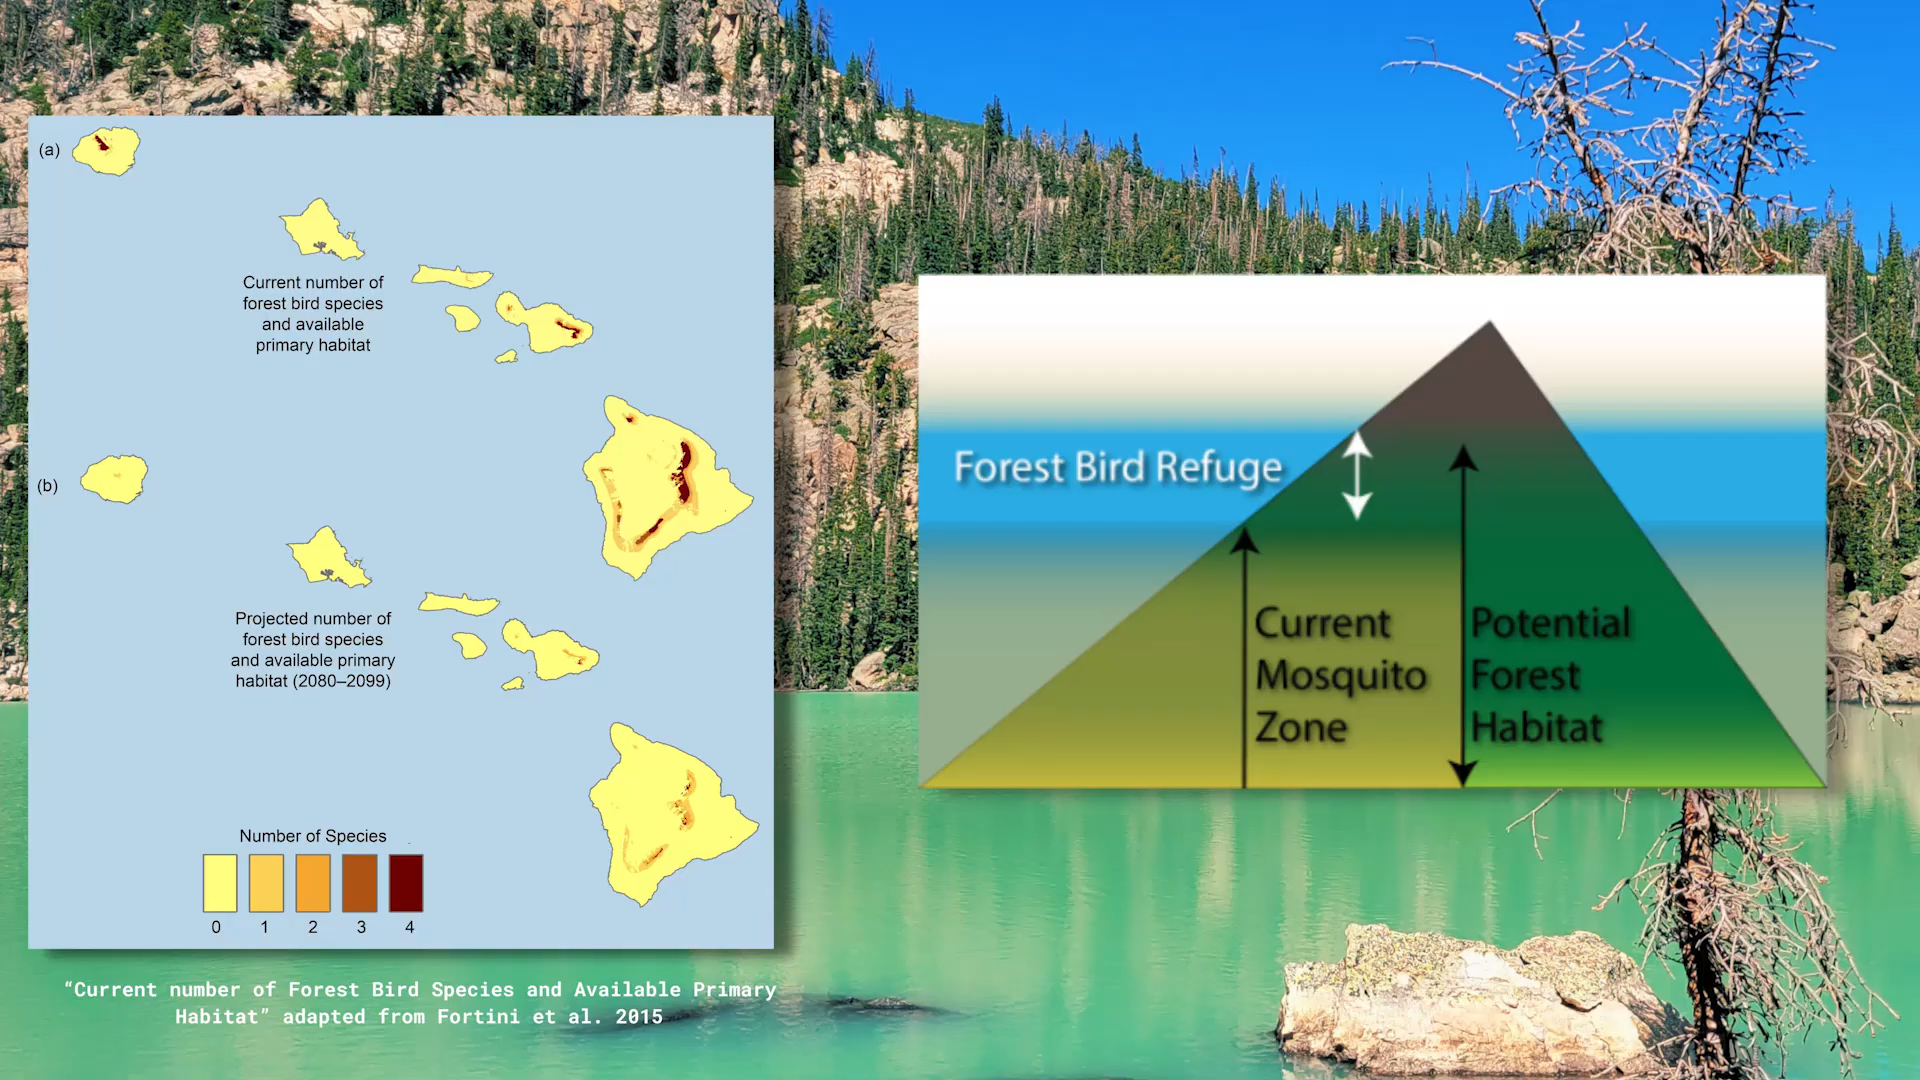 (a)
Current number of
forest bird species
and available
primary habitat
(b)
Projected number of
forest bird species
and available primary
habitat (2080–2099)
Number of Species
0 1 2 3 4
“Current number of Forest Bird Species and Available Primary
Habitat” adapted from Fortini et al. 2015
Forest Bird Refuge
Current
Mosquito
Zone
Potential
Forest
Habitat